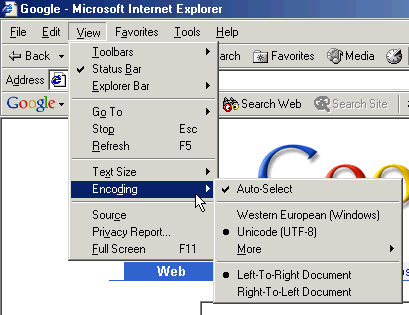 Google - Microsoft Internet Explorer
File Edit View Favorites Tools Help
Back arch Favorites Media
Address
Google Search Web Search Site
Toolbars
Status Bar
Explorer Bar
Go To
Stop Esc
Refresh F5
Text Size
Encoding
Source
Privacy Report...
Full Screen F11
Auto-Select
Western European (Windows)
Unicode (UTF-8)
More
Left-To-Right Document
Right-To-Left Document
Goo
Web